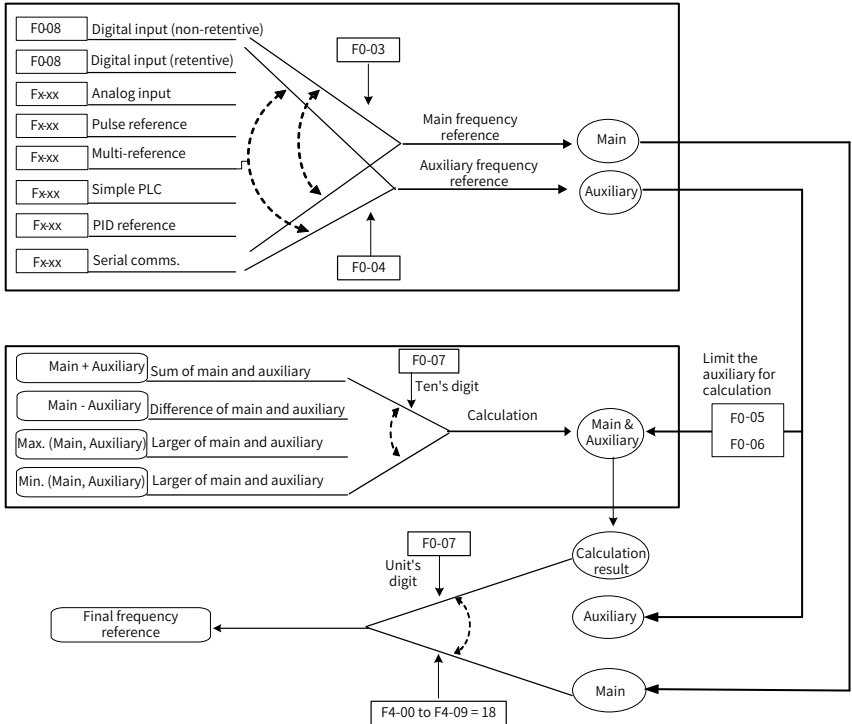 F0-08 Digital input (non-retentive)
F0-08 Digital input (retentive)
Fx-xx Analog input
Fx-xx Pulse reference
Fx-xx Multi-reference
Fx-xx Simple PLC
Fx-xx PID reference
Fx-xx Serial comms.
F0-03
F0-04
Main frequency
reference
Auxiliary frequency
reference
Main
Auxiliary
Main + Auxiliary Sum of main and auxiliary
Main - Auxiliary Difference of main and auxiliary
Max. (Main, Auxiliary) Larger of main and auxiliary
Min. (Main, Auxiliary) Larger of main and auxiliary
F0-07
Ten's digit
Calculation
Main &
Auxiliary
Limit the
auxiliary for
calculation
F0-05
F0-06
F0-07
Unit's
digit
Calculation
result
Auxiliary
Main
Final frequency
reference
F4-00 to F4-09 = 18